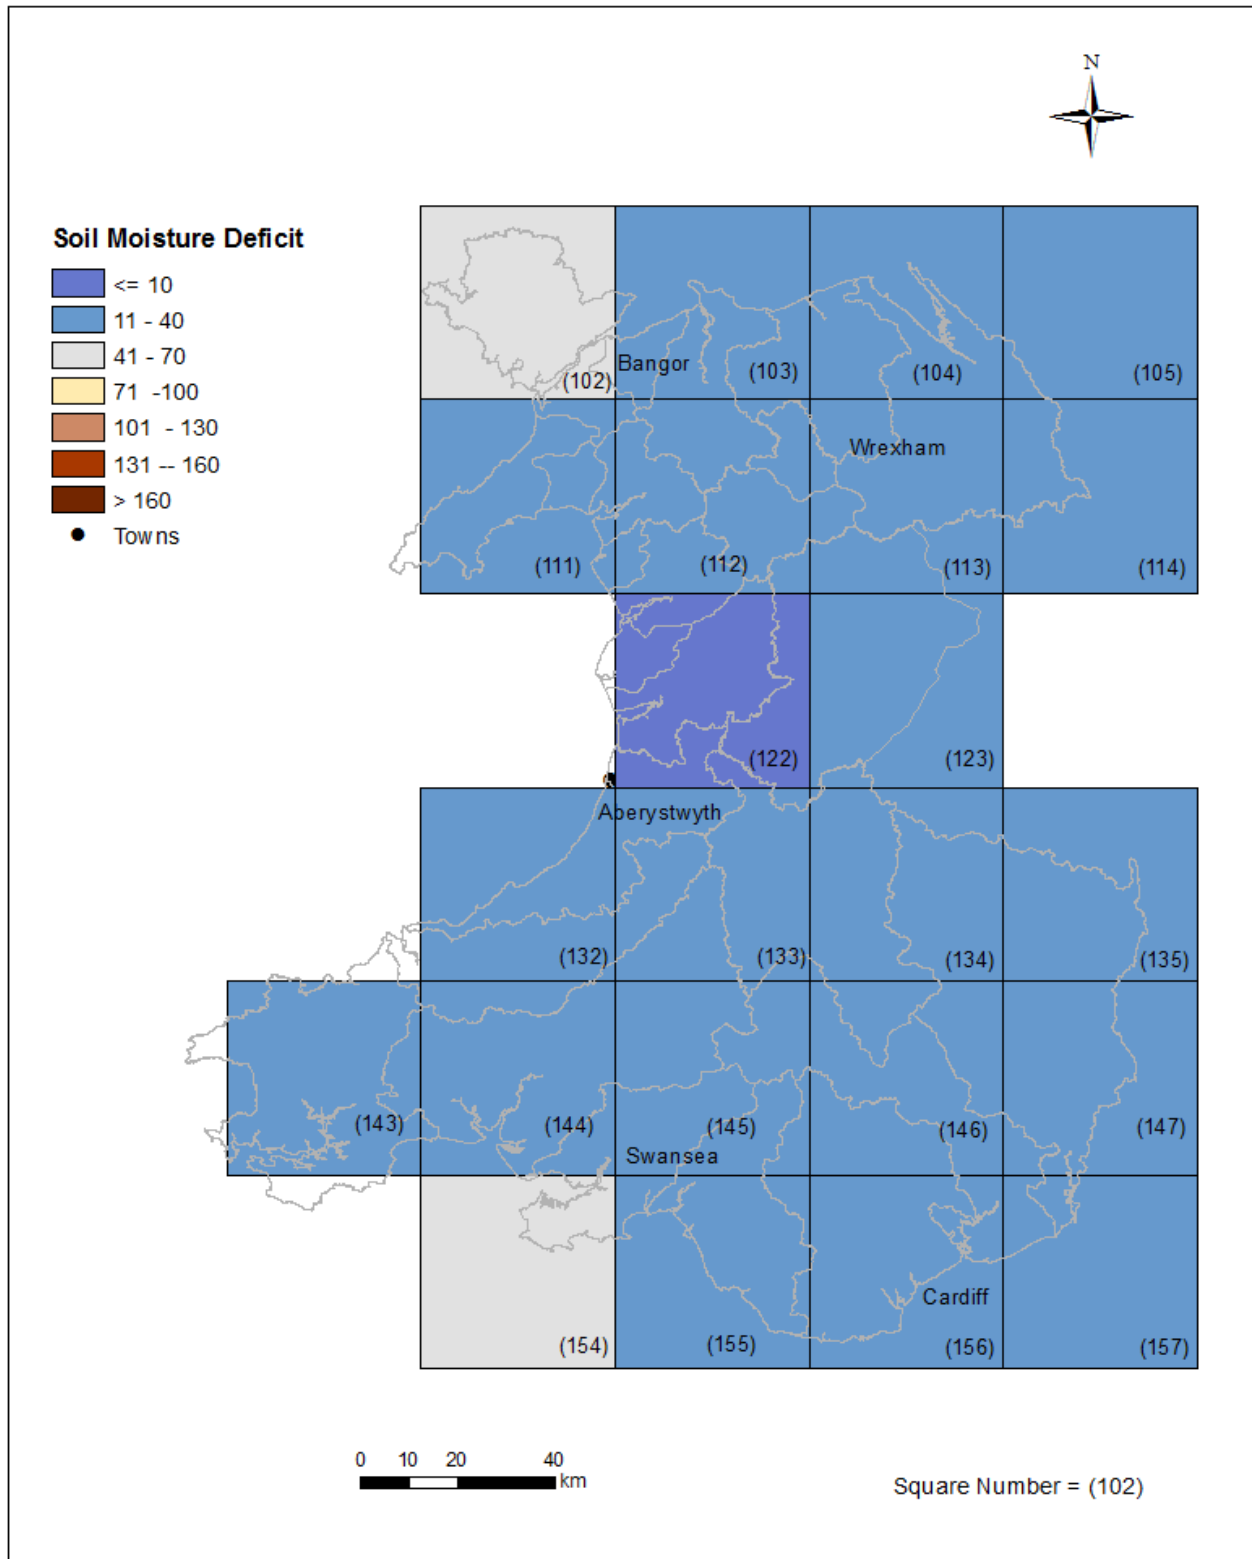 N
Soil Moisture Deficit
<= 10
11 - 40
41 - 70
71 -100
101 - 130
131 -- 160
> 160
Towns
Bangor
(102)
(103)
(104)
(105)
Wrexham
(111)
(112)
(113)
(114)
(122)
(123)
Aberystwyth
(132)
(133)
(134)
(135)
(143)
(144)
(145)
(146)
(147)
Swansea
Cardiff
(154)
(155)
(156)
(157)
0 10 20 40
km
Square Number = (102)